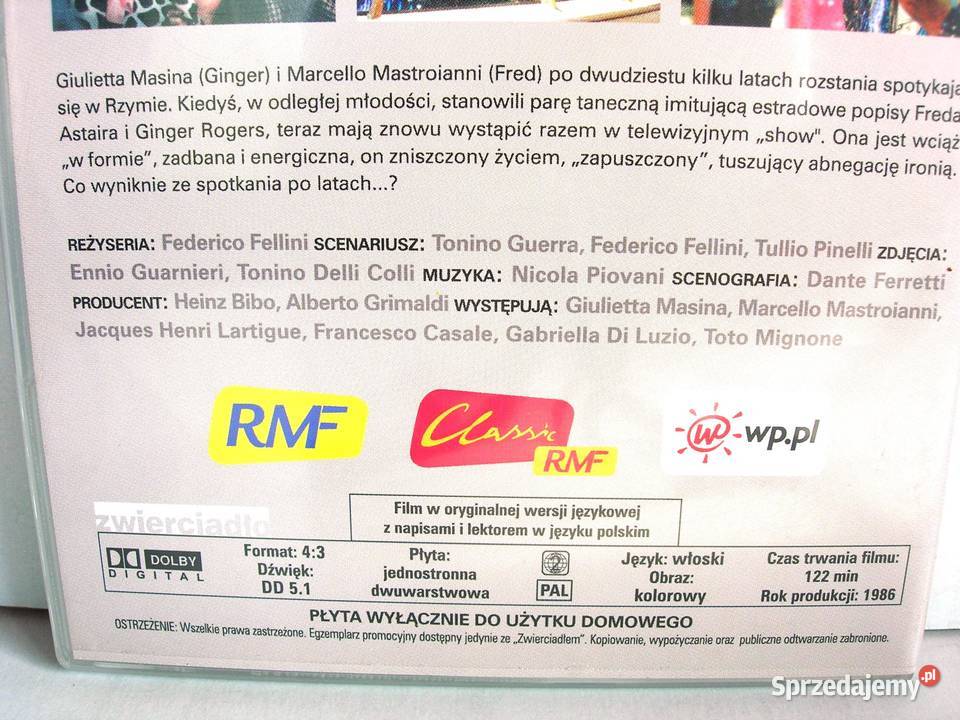 Giulietta Masina (Ginger) i Marcello Mastroianni (Fred) po dwudziestu kilku latach rozstania spotykają
się w Rzymie. Kiedyś, w odległej młodości, stanowili parę taneczną imitującą estradowe popisy Freda
Astaira i Ginger Rogers, teraz mają znowu wystąpić razem w telewizyjnym „show". Ona jest wciąż
„w formie”, zadbana i energiczna, on zniszczony życiem, „zapuszczony”, tuszujący abnegację ironią.
Co wyniknie ze spotkania po latach...?
REŻYSERIA: Federico Fellini SCENARIUSZ: Tonino Guerra, Federico Fellini, Tullio Pinelli ZDJĘCIA:
Ennio Guarnieri, Tonino Delli Colli MUZYKA: Nicola Piovani SCENOGRAFIA: Dante Ferretti
PRODUCENT: Heinz Bibo, Alberto Grimaldi WYSTĘPUJĄ: Giulietta Masina, Marcello Mastroianni,
Jacques Henri Lartigue, Francesco Casale, Gabriella Di Luzio, Toto Mignone
RMF
Classic
RMF
w -wp.pl
zwierciadło
Film w oryginalnej wersji językowej
z napisami i lektorem w języku polskim
DOLBY
DIGITAL
Format: 4:3
Dźwięk:
DD 5.1
Płyta:
jednostronna
dwuwarstwowa
2
PAL
Język: włoski
Obraz:
kolorowy
Czas trwania filmu:
122 min
Rok produkcji: 1986
PŁYTA WYŁĄCZNIE DO UŻYTKU DOMOWEGO
OSTRZEŻENIE: Wszelkie prawa zastrzeżone. Egzemplarz promocyjny dostępny jedynie ze „Zwierciadłem”. Kopiowanie, wypożyczanie oraz publiczne odtwarzanie zabronione.
Sprzedajemy.pl